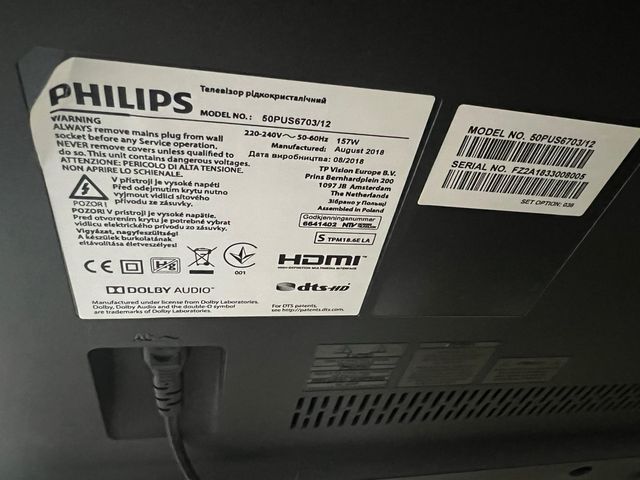 PHILIPS
Телевізор рідкокристалічний
MODEL NO.: 50PUS6703/12
220-240V~ 50-60Hz 157W
Manufactured: August 2018
Дата виробництва: 08/2018
TP Vision Europe B.V.
Prins Bernhardplein 200
1097 JB Amsterdam
The Netherlands
Зібрано у Польщі
Assembled in Poland
Godkjenningsnummer
6641402
S TPM18.6E LA
WARNING
ALWAYS remove mains plug from wall
socket before any Service operation.
NEVER remove covers unless qualified to
do so. This unit contains dangerous voltages.
ATTENZIONE: PERICOLO DI ALTA TENSIONE.
NON APRIRE LO SCHIENALE.
V přístroji je vysoké napětí
Před odejmutím krytu nutno
vyjmout vidlici síťového
přívodu ze zásuvky.
POZOR !
POZOR I V prístroji je vysoké napätie.
Pred otvorením krytu je potrebné vybrat
vidlicu elektrického prívodu zo zásuvky.
Vigyázat, nagyfeszültség!
A készülék burkolatának
eltávolítása életveszélyes!
CE
001
HDMI
HIGH-DEFINITION MULTIMEDIA INTERFACE
DOLBY AUDIO™
dts-HD
Manufactured under license from Dolby Laboratories.
Dolby, Dolby Audio and the double-D symbol
are trademarks of Dolby Laboratories.
For DTS patents,
see http://patents.dts.com.
MODEL NO. 50PUS6703/12
SERIAL NO. FZ2A1833008005
SET OPTION: 039